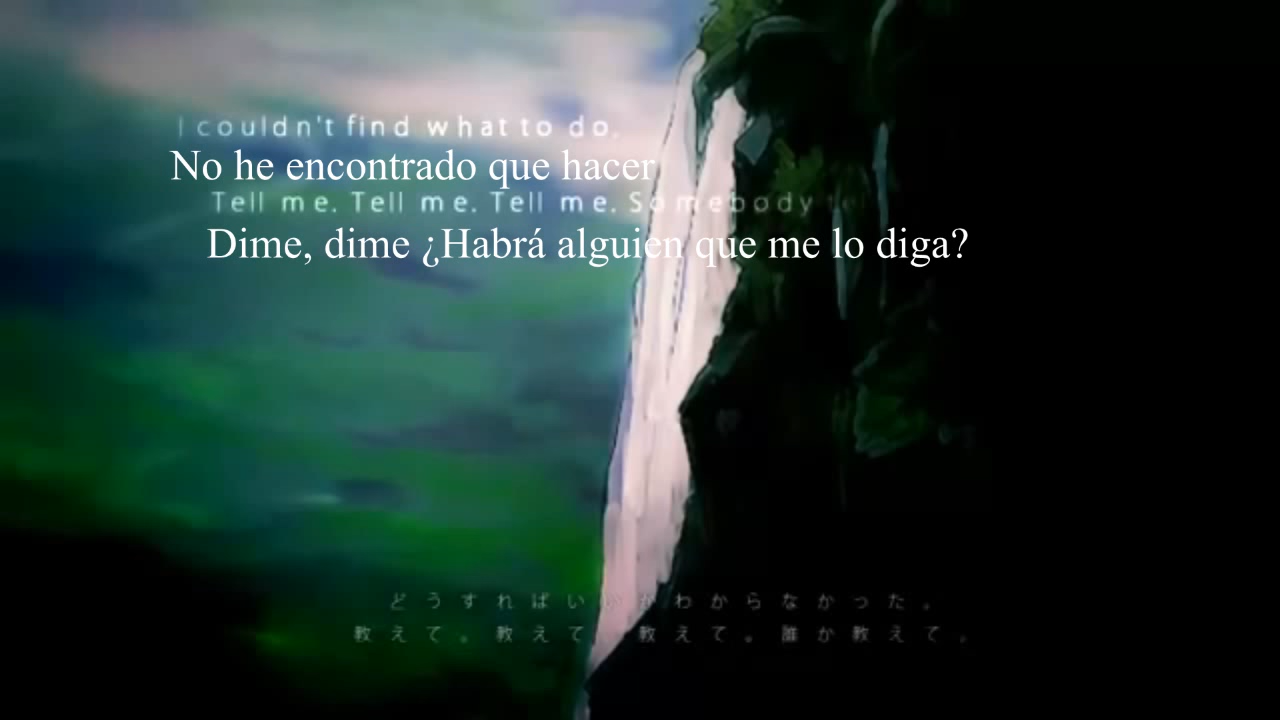 I couldn't find what to do.
No he encontrado que hacer
Tell me. Tell me. Tell me. Somebody
Dime, dime ¿Habrá alguien que me lo diga?
どうすればいいかわからなかった。
教えて。教えて。教えて。誰か教えて。